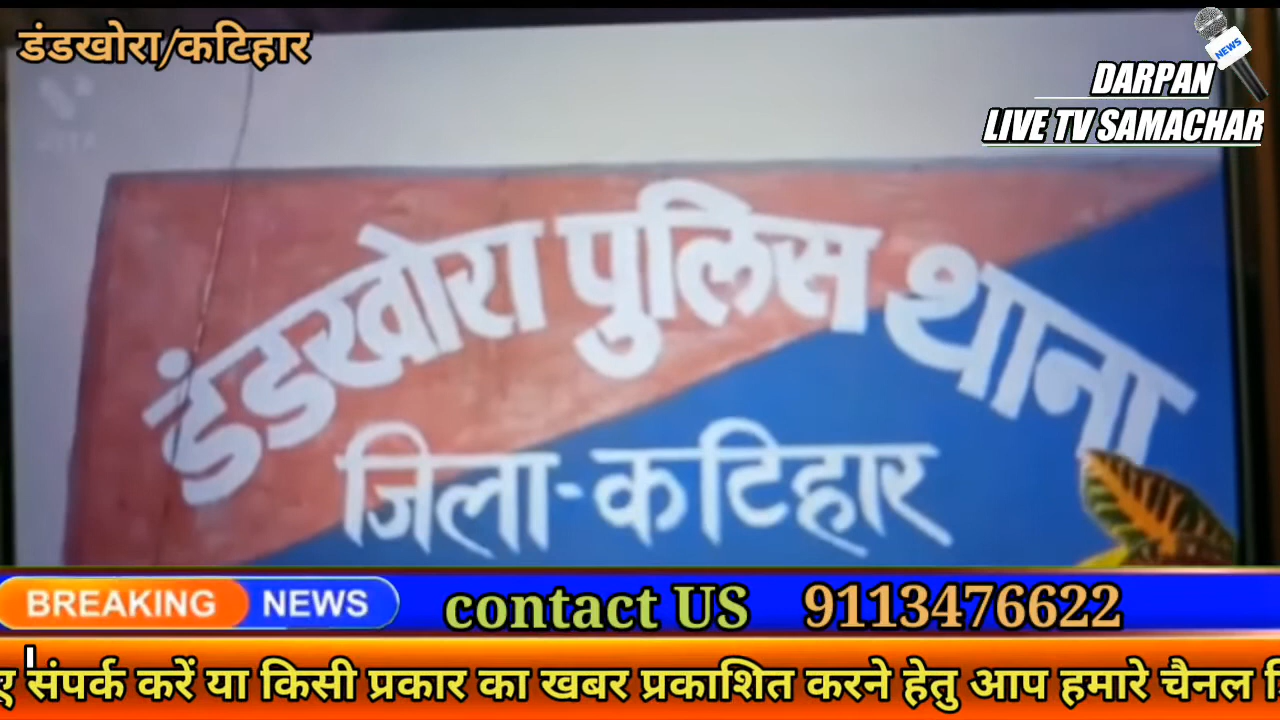 डंडखोरा/कटिहार
NEWS
DARPAN
LIVE TV SAMACHAR
डंडखोरा पुलिस थाना
जिला-कटिहार
BREAKING NEWS contact US 9113476622
संपर्क करें या किसी प्रकार का खबर प्रकाशित करने हेतु आप हमारे चैनल